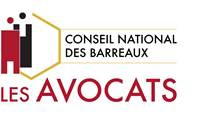 CONSEIL NATIONAL
DES BARREAUX
LES AVOCATS